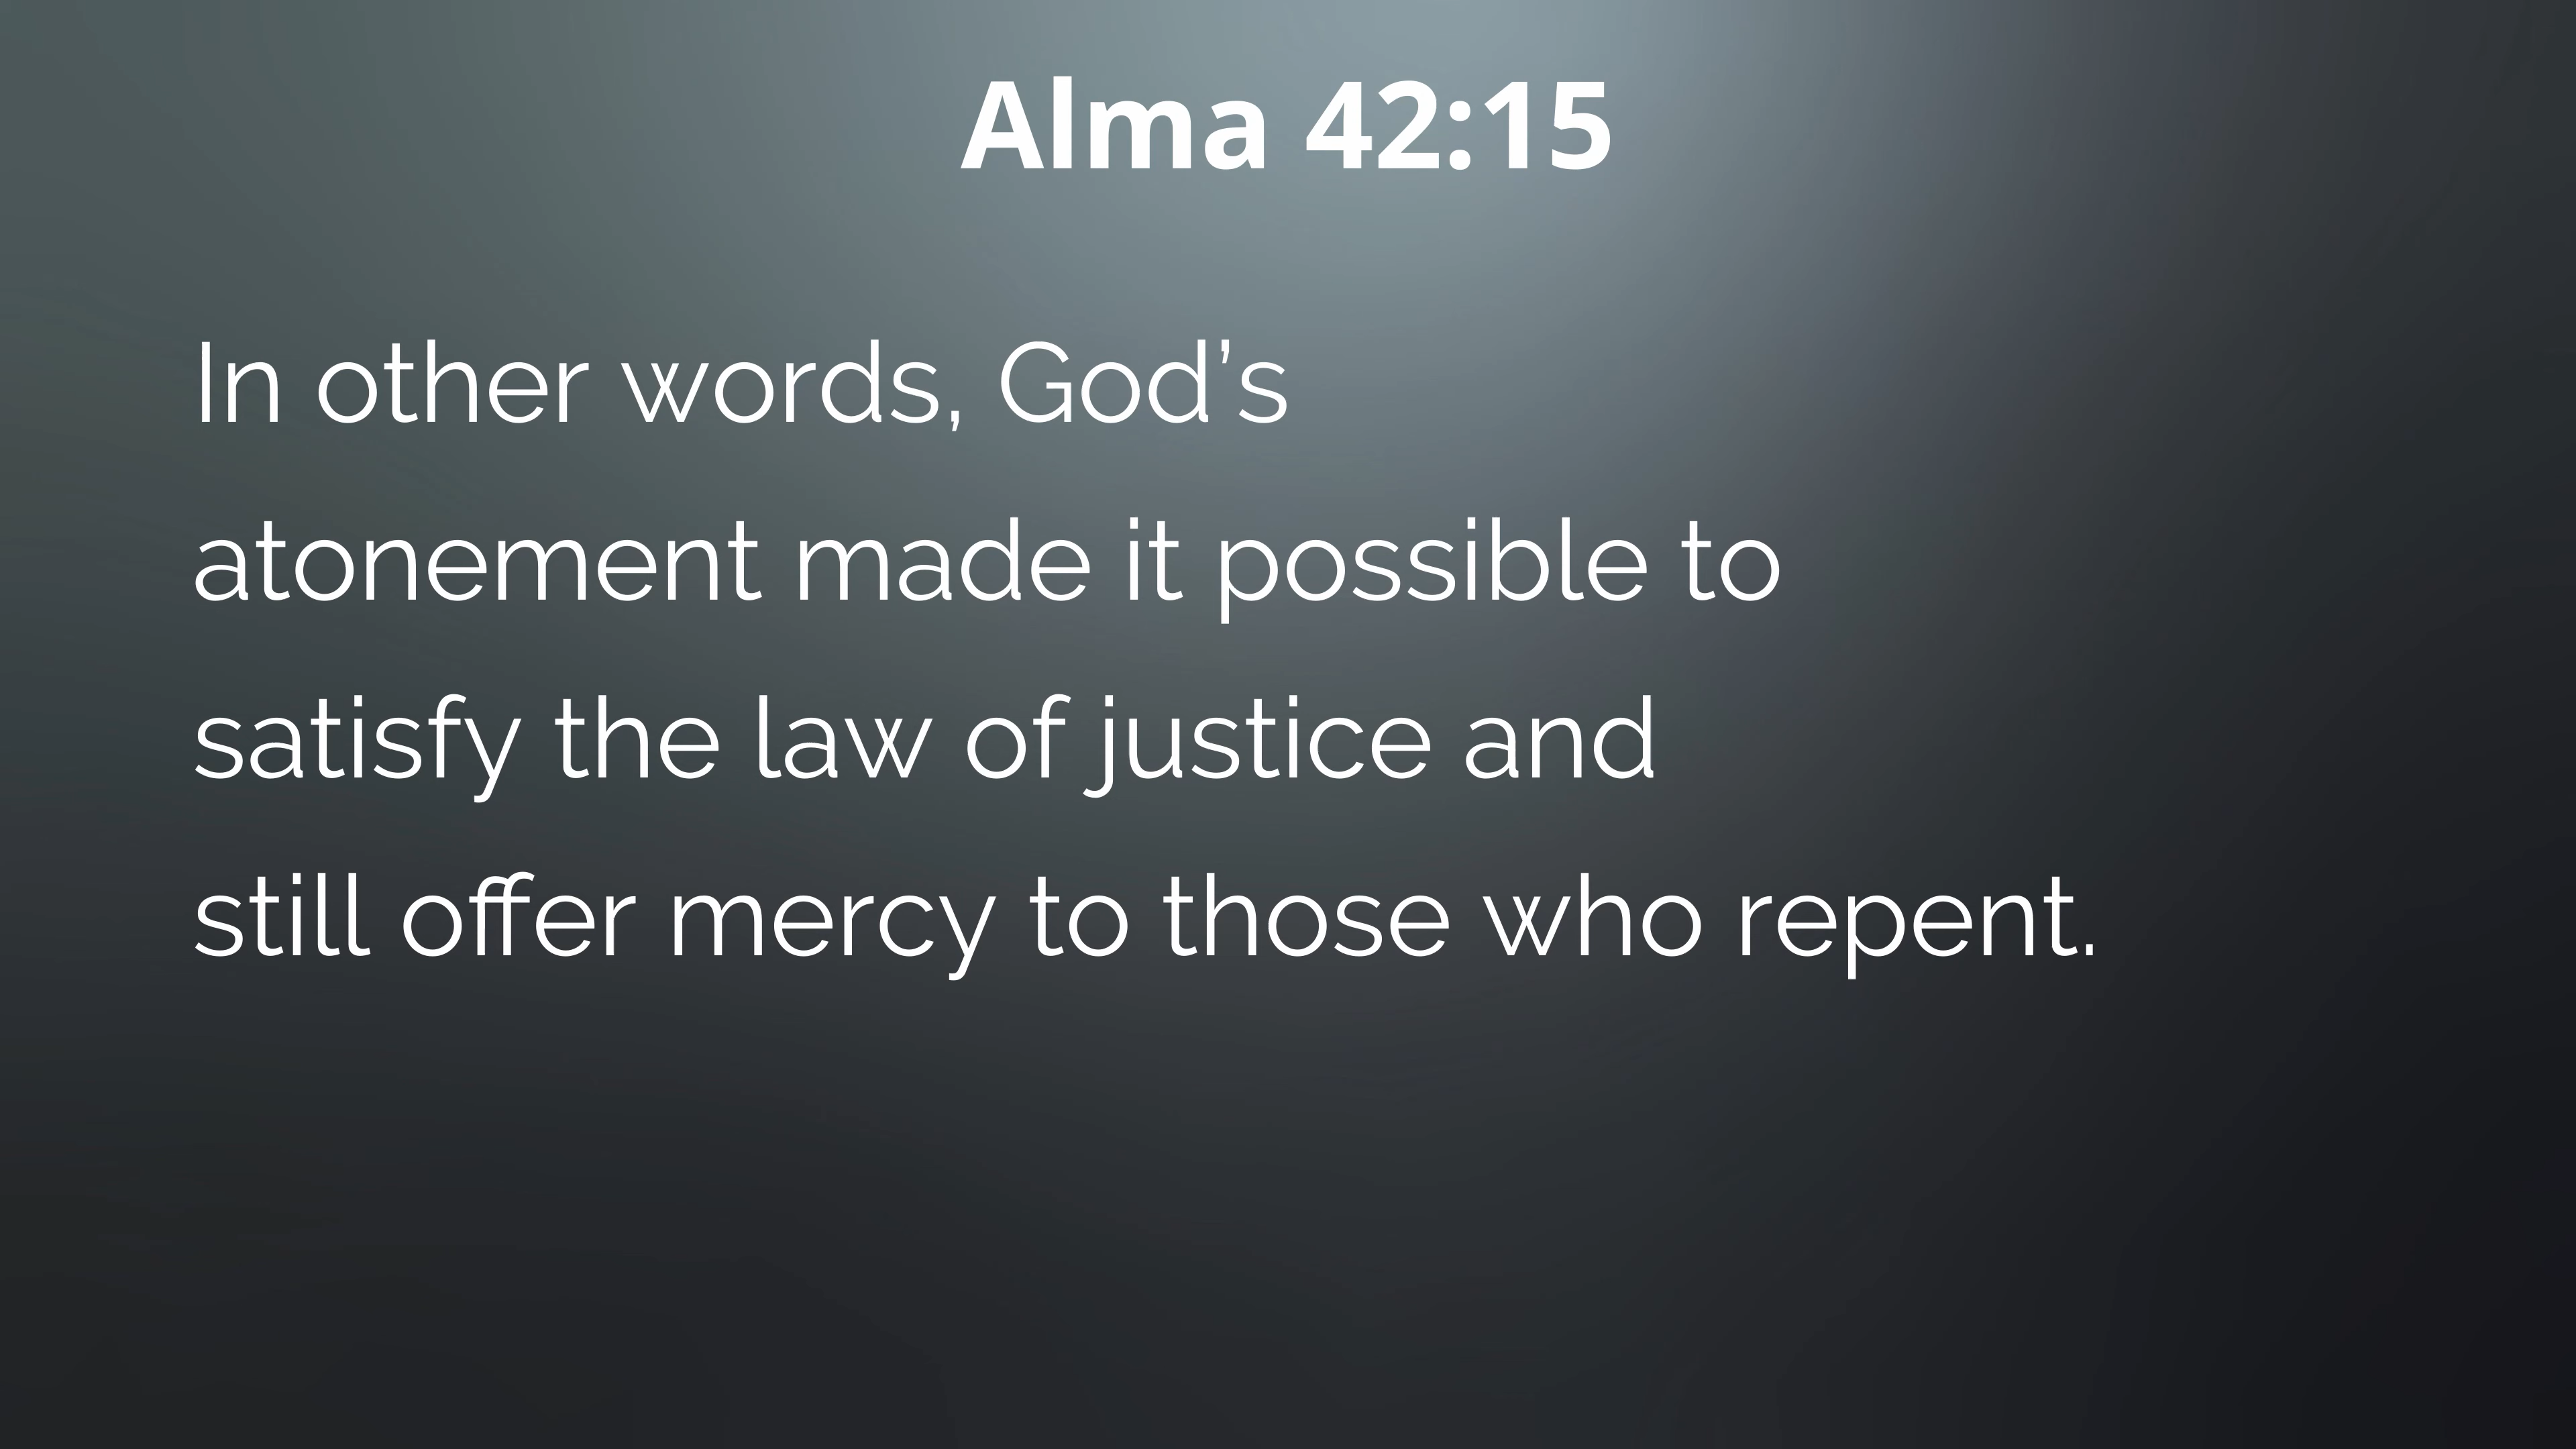 Alma 42:15
In other words, God’s
atonement made it possible to
satisfy the law of justice and
still offer mercy to those who repent.